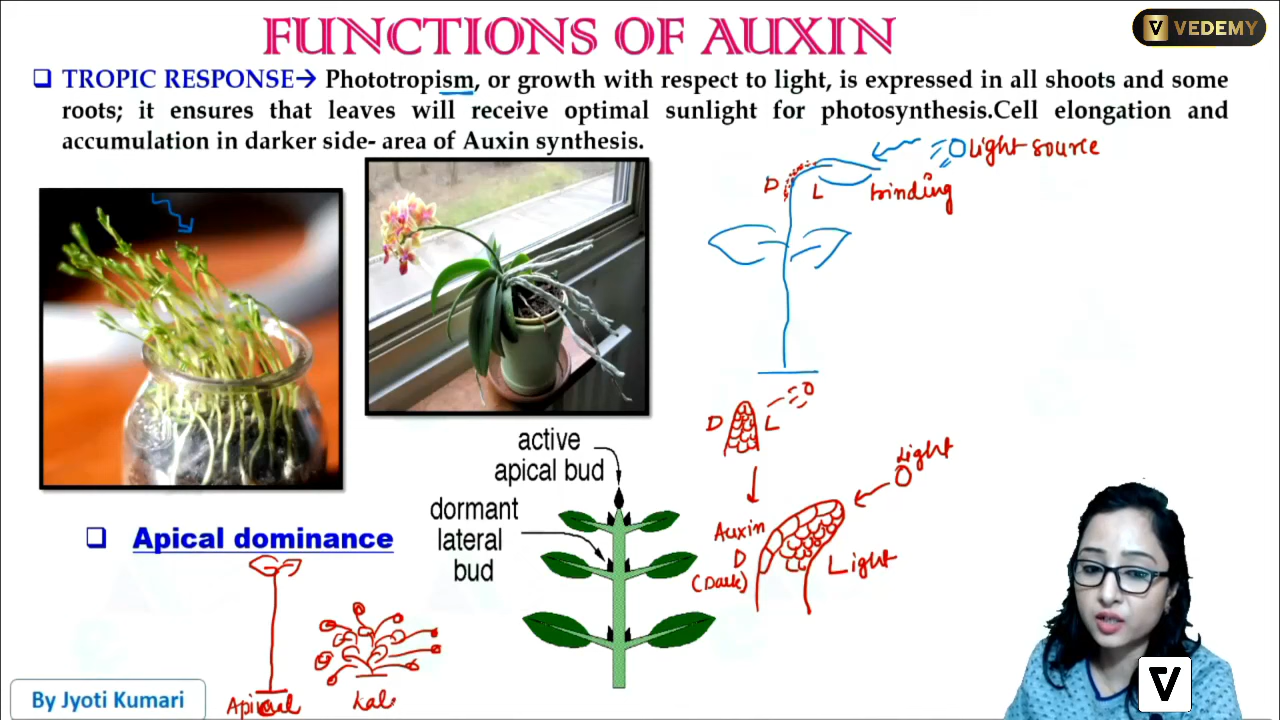 FUNCTIONS OF AUXIN
VEDEMY
❑ TROPIC RESPONSE→ Phototropism, or growth with respect to light, is expressed in all shoots and some
roots; it ensures that leaves will receive optimal sunlight for photosynthesis.Cell elongation and
accumulation in darker side- area of Auxin synthesis.
light source
D
L
binding
D
L
active
apical bud
dormant
lateral
bud
Light
Auxin
D
(Dark)
Light
❑ Apical dominance
Apical
Lal
By Jyoti Kumari
V